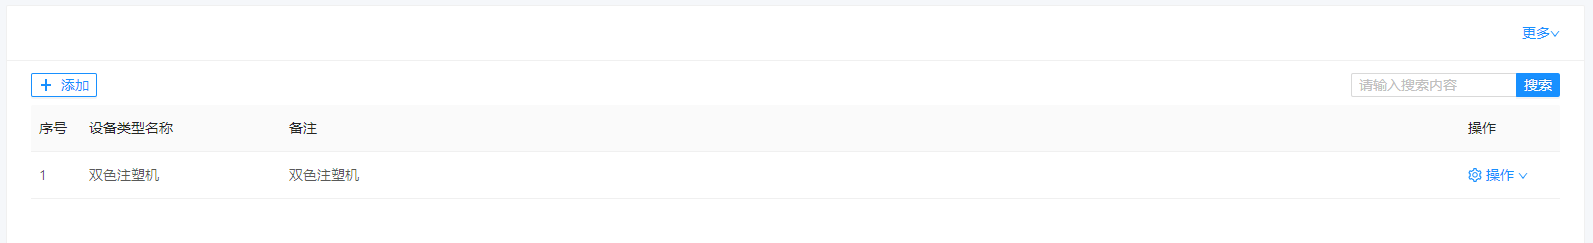 更多
添加
请输入搜索内容 搜索
序号 设备类型名称 备注 操作
1 双色注塑机 双色注塑机 操作